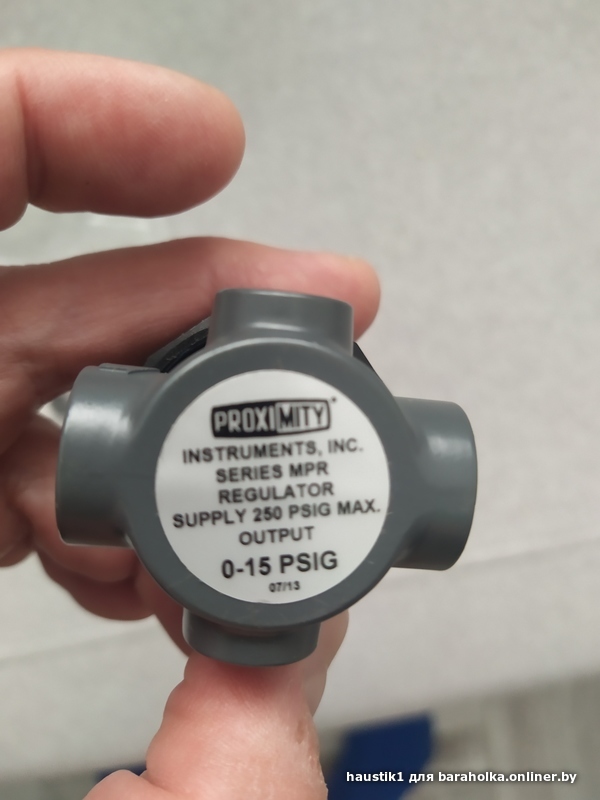 PROXIMITY
INSTRUMENTS, INC.
SERIES MPR
REGULATOR
SUPPLY 250 PSIG MAX.
OUTPUT
0-15 PSIG
07/13
haustik1 для baraholka.onliner.by